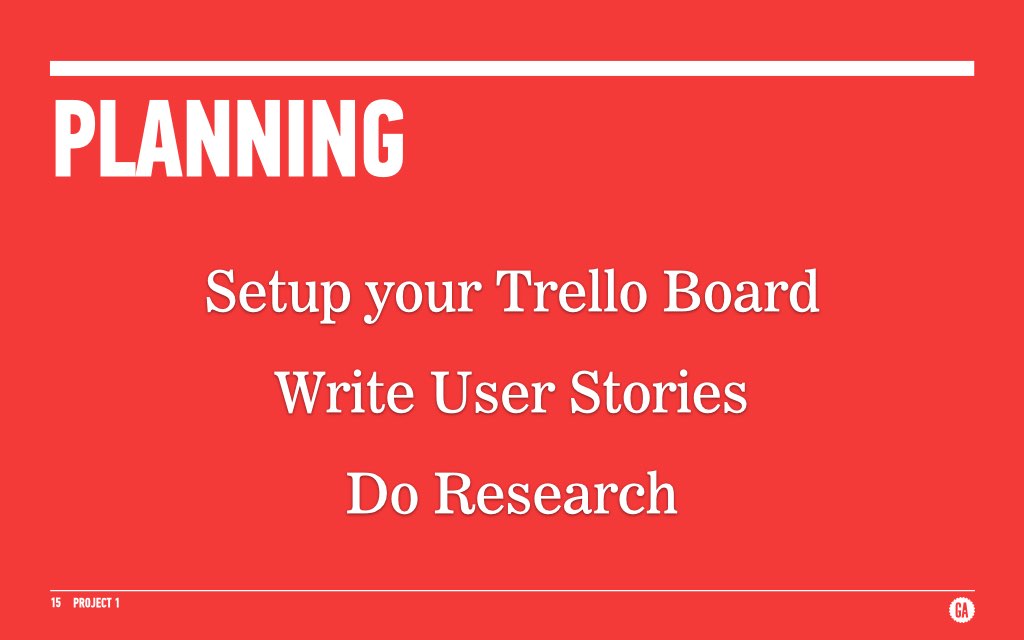 PLANNING
Setup your Trello Board
Write User Stories
Do Research
15 PROJECT 1
GA